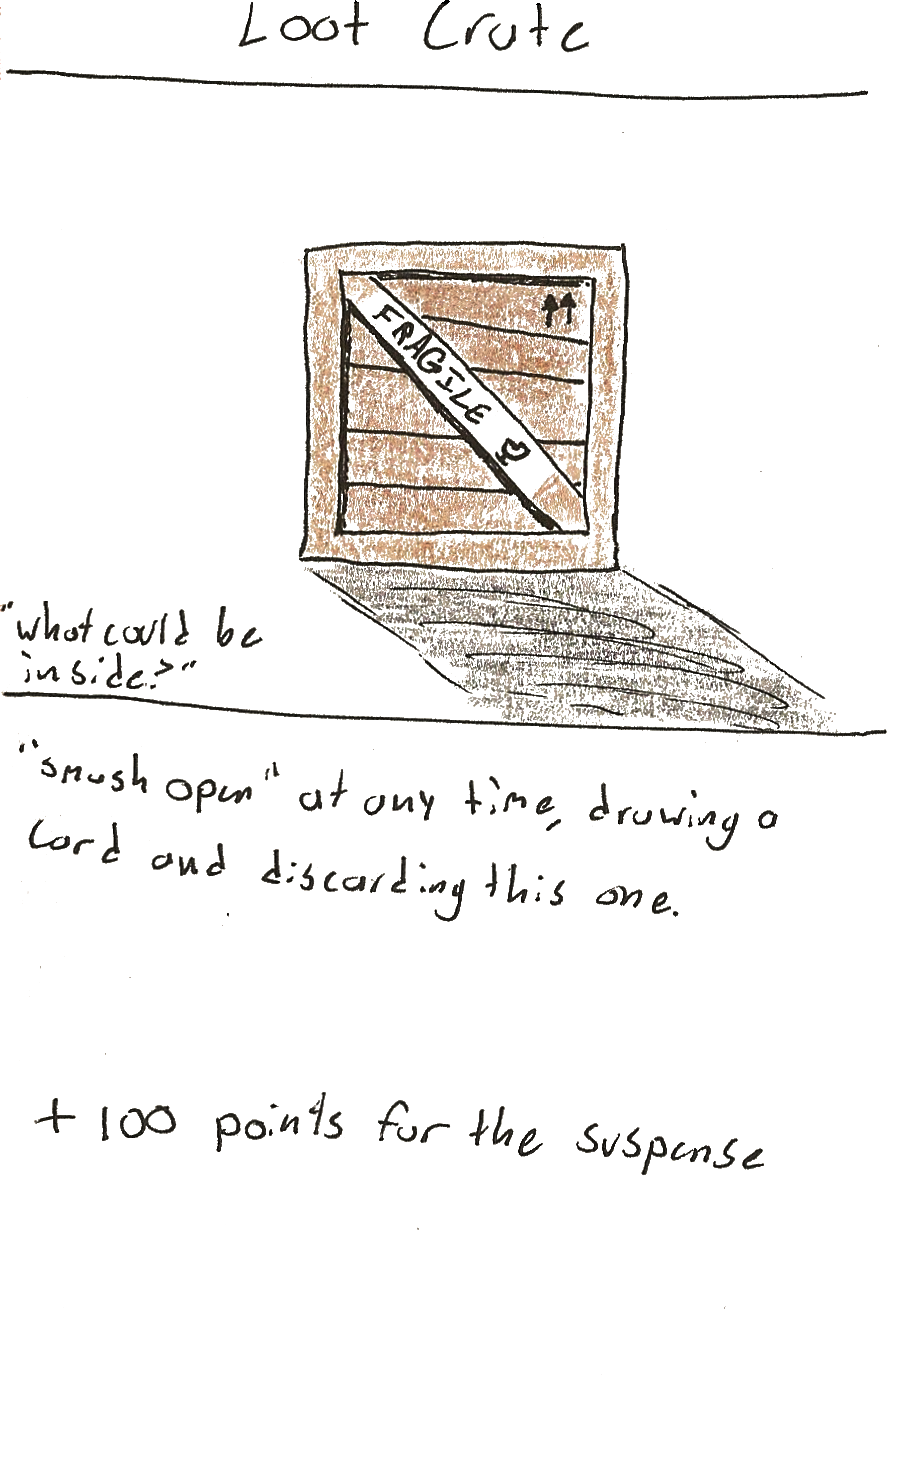 Loot Crate
FRAGILE
"what could be
inside?"
"smash open" at any time, drawing a
card and discarding this one.
+100 points for the suspense